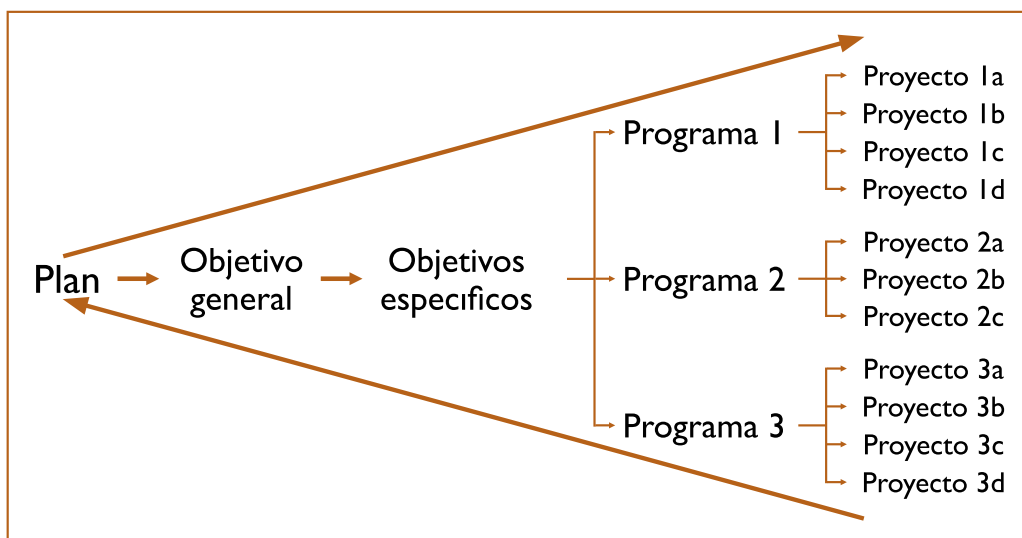 Plan
Objetivo
general
Objetivos
específicos
Programa 1
Proyecto 1a
Proyecto 1b
Proyecto 1c
Proyecto 1d
Programa 2
Proyecto 2a
Proyecto 2b
Proyecto 2c
Programa 3
Proyecto 3a
Proyecto 3b
Proyecto 3c
Proyecto 3d